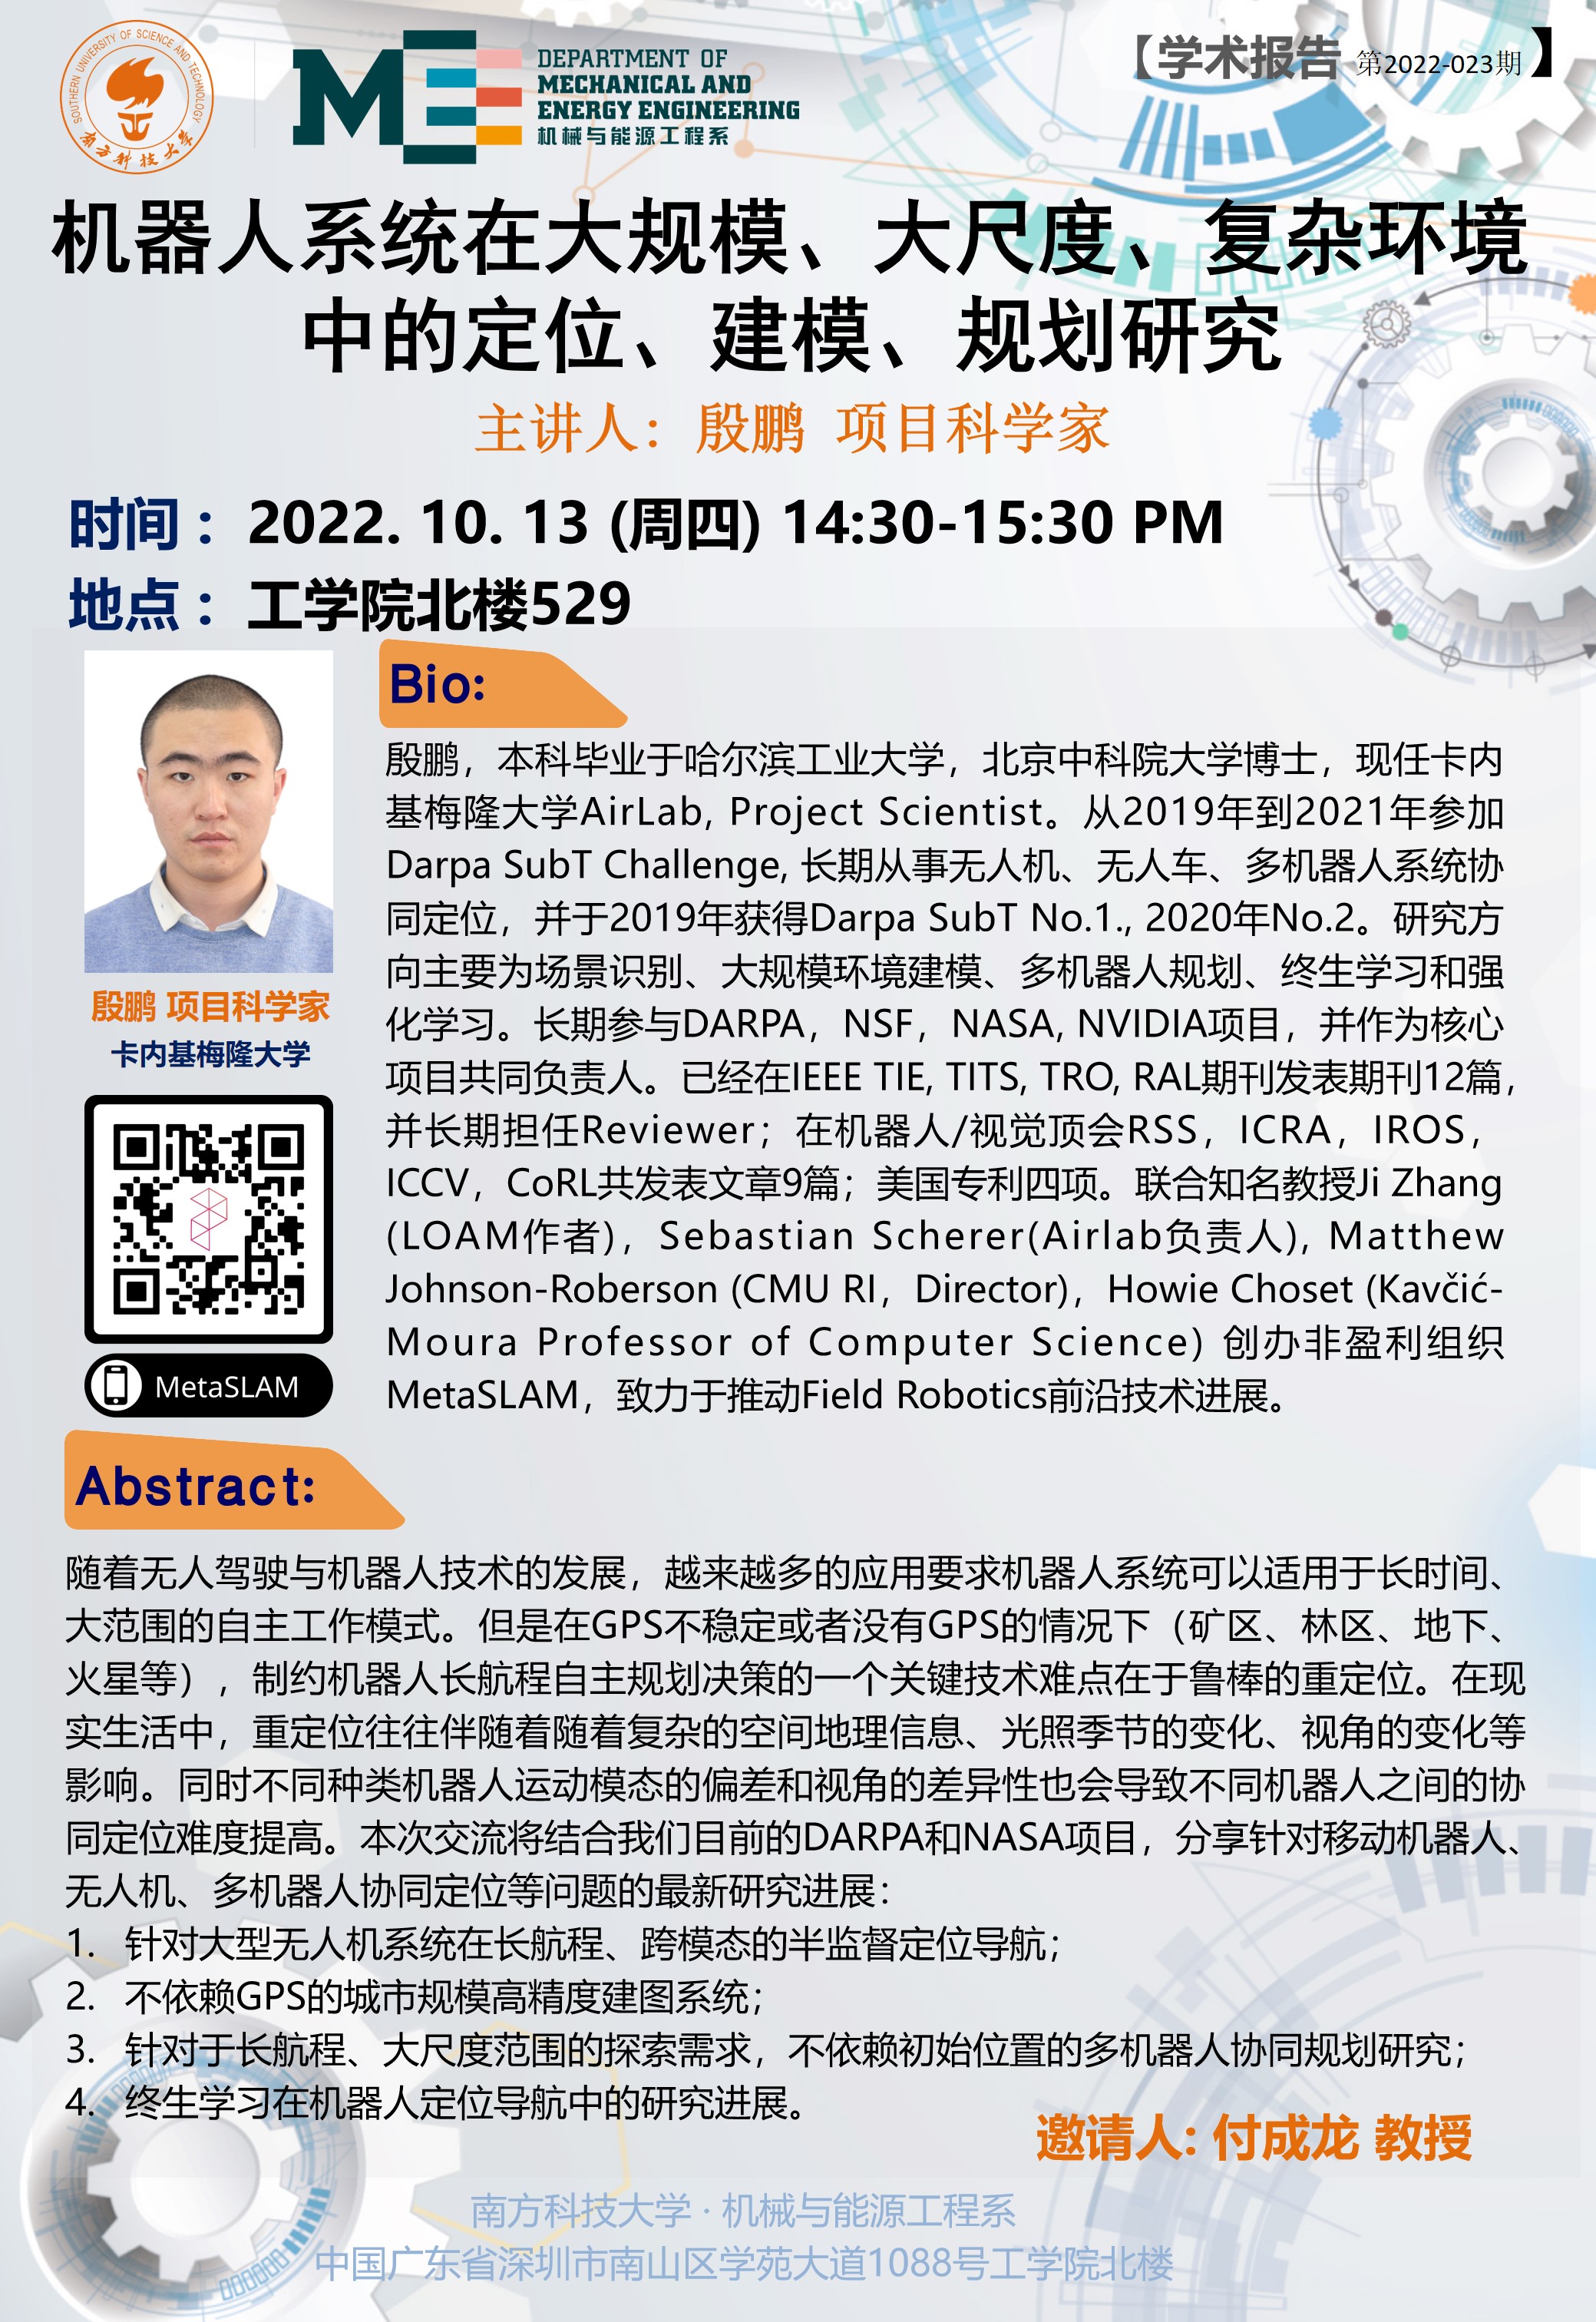 SOUTHERN UNIVERSITY OF SCIENCE AND TECHNOLOGY
南方科技大学
ME
DEPARTMENT OF
MECHANICAL AND
ENERGY ENGINEERING
机械与能源工程系
【学术报告 第2022-023期】
机器人系统在大规模、大尺度、复杂环境
中的定位、建模、规划研究
主讲人：殷鹏 项目科学家
时间： 2022. 10. 13 (周四) 14:30-15:30 PM
地点： 工学院北楼529
殷鹏 项目科学家
卡内基梅隆大学
MetaSLAM
Bio:
殷鹏，本科毕业于哈尔滨工业大学，北京中科院大学博士，现任卡内
基梅隆大学AirLab, Project Scientist。从2019年到2021年参加
Darpa SubT Challenge, 长期从事无人机、无人车、多机器人系统协
同定位，并于2019年获得Darpa SubT No.1., 2020年No.2。研究方
向主要为场景识别、大规模环境建模、多机器人规划、终生学习和强
化学习。长期参与DARPA，NSF，NASA, NVIDIA项目，并作为核心
项目共同负责人。已经在IEEE TIE, TITS, TRO, RAL期刊发表期刊12篇，
并长期担任Reviewer；在机器人/视觉顶会RSS，ICRA，IROS，
ICCV，CoRL共发表文章9篇；美国专利四项。联合知名教授Ji Zhang
(LOAM作者)，Sebastian Scherer(Airlab负责人), Matthew
Johnson-Roberson (CMU RI，Director)，Howie Choset (Kavčić-
Moura Professor of Computer Science) 创办非盈利组织
MetaSLAM，致力于推动Field Robotics前沿技术进展。
Abstract:
随着无人驾驶与机器人技术的发展，越来越多的应用要求机器人系统可以适用于长时间、
大范围的自主工作模式。但是在GPS不稳定或者没有GPS的情况下（矿区、林区、地下、
火星等），制约机器人长航程自主规划决策的一个关键技术难点在于鲁棒的重定位。在现
实生活中，重定位往往伴随着随着复杂的空间地理信息、光照季节的变化、视角的变化等
影响。同时不同种类机器人运动模态的偏差和视角的差异性也会导致不同机器人之间的协
同定位难度提高。本次交流将结合我们目前的DARPA和NASA项目，分享针对移动机器人、
无人机、多机器人协同定位等问题的最新研究进展：
1. 针对大型无人机系统在长航程、跨模态的半监督定位导航；
2. 不依赖GPS的城市规模高精度建图系统；
3. 针对于长航程、大尺度范围的探索需求，不依赖初始位置的多机器人协同规划研究；
4. 终生学习在机器人定位导航中的研究进展。
邀请人: 付成龙 教授
南方科技大学 · 机械与能源工程系
中国广东省深圳市南山区学苑大道1088号工学院北楼